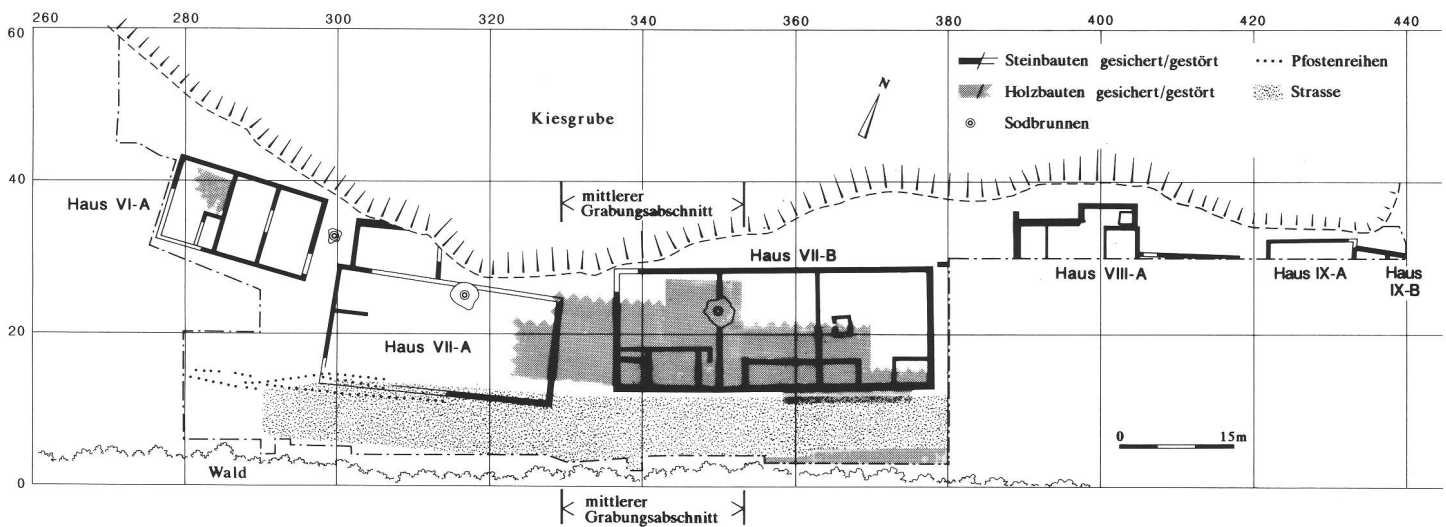 260 280 300 320 340 360 380 400 420 440
60
Steinbauten gesichert/gestört
Pfostenreihen
Holzbauten gesichert/gestört
Strasse
Sodbrunnen
N
Kiesgrube
40
mittlerer
Grabungsabschnitt
Haus VI-A
Haus VII-B
Haus VIII-A
Haus IX-A
Haus
IX-B
20
Haus VII-A
0 15m
Wald
0
mittlerer
Grabungsabschnitt